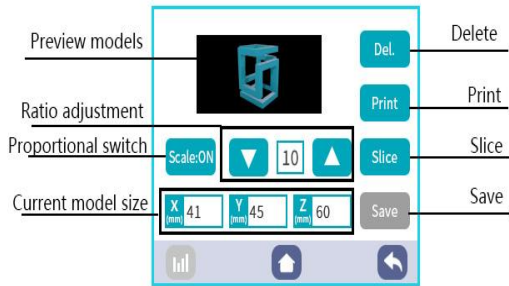 Preview models
Del.
Delete
Print
Print
Ratio adjustment
Proportional switch
Scale:ON
10
Slice
Slice
Current model size
X (mm) 41
Y (mm) 45
Z (mm) 60
Save
Save